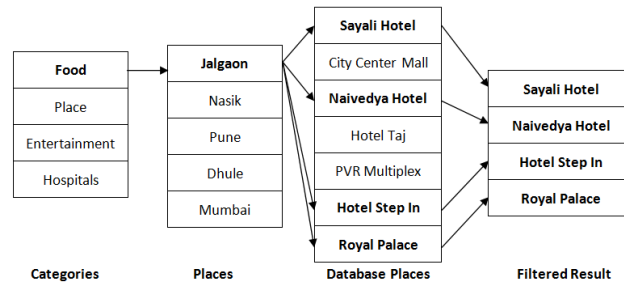 Food
Place
Entertainment
Hospitals
Categories
Jalgaon
Nasik
Pune
Dhule
Mumbai
Places
Sayali Hotel
City Center Mall
Naivedya Hotel
Hotel Taj
PVR Multiplex
Hotel Step In
Royal Palace
Database Places
Sayali Hotel
Naivedya Hotel
Hotel Step In
Royal Palace
Filtered Result